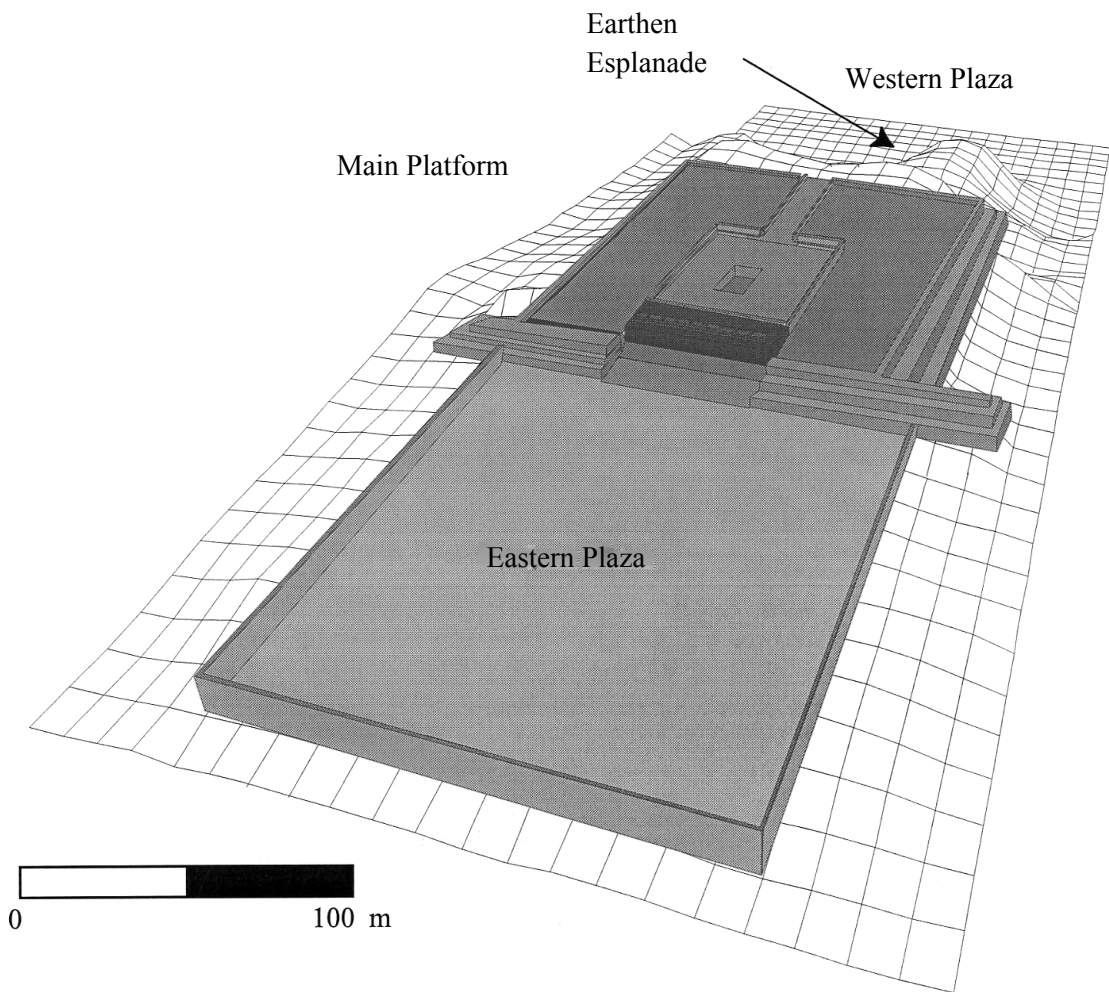 Earthen
Esplanade
Western Plaza
Main Platform
Eastern Plaza
0 100 m